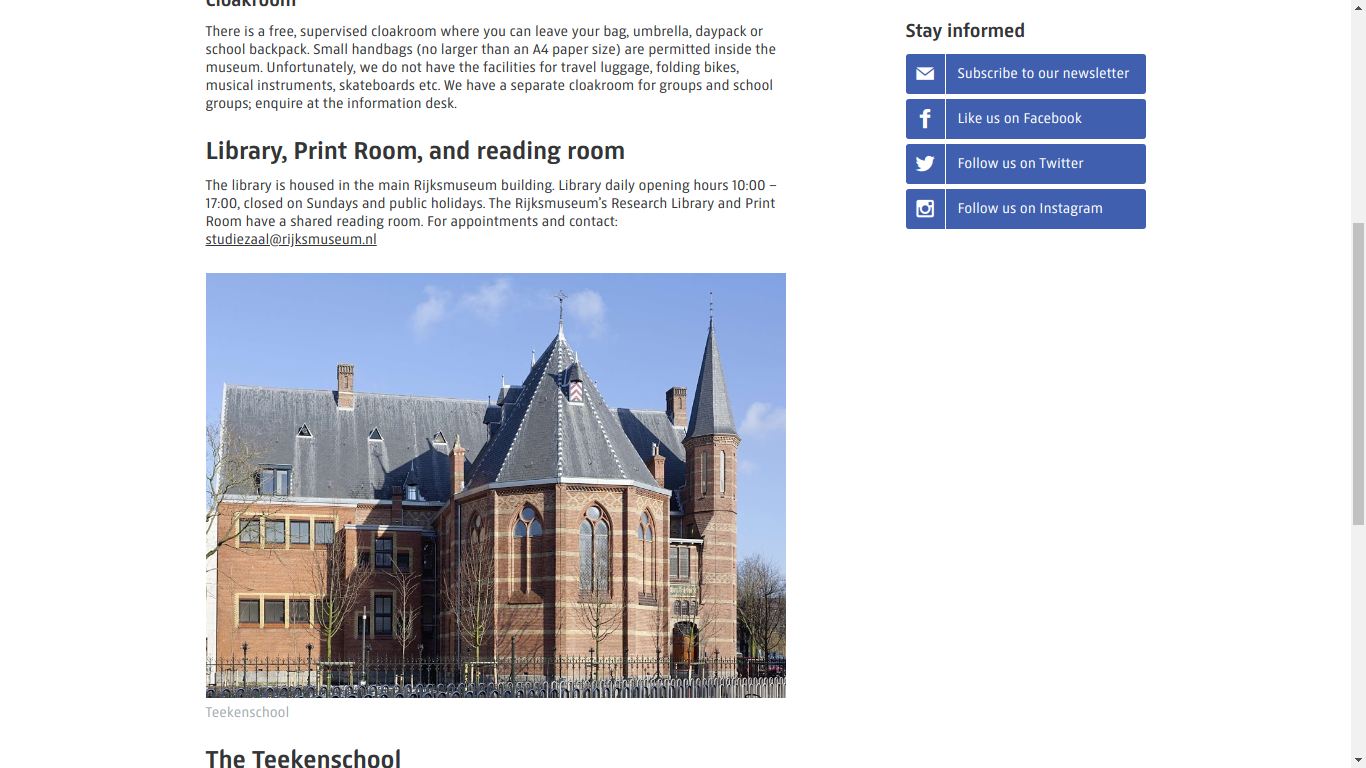 Cloakroom
There is a free, supervised cloakroom where you can leave your bag, umbrella, daypack or
school backpack. Small handbags (no larger than an A4 paper size) are permitted inside the
museum. Unfortunately, we do not have the facilities for travel luggage, folding bikes,
musical instruments, skateboards etc. We have a separate cloakroom for groups and school
groups; enquire at the information desk.
Library, Print Room, and reading room
The library is housed in the main Rijksmuseum building. Library daily opening hours 10:00 –
17:00, closed on Sundays and public holidays. The Rijksmuseum's Research Library and Print
Room have a shared reading room. For appointments and contact:
studiezaal@rijksmuseum.nl
Teekenschool
The Teekenschool
Stay informed
Subscribe to our newsletter
Like us on Facebook
Follow us on Twitter
Follow us on Instagram